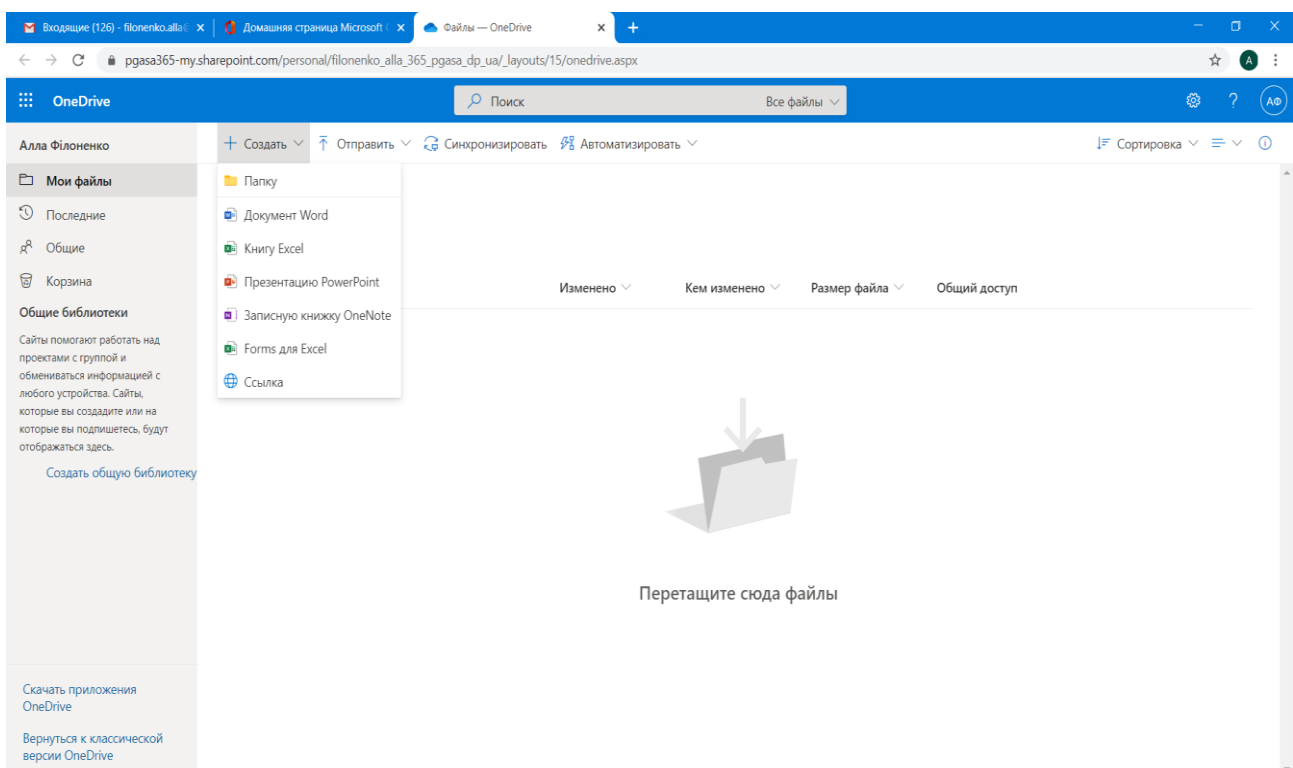 Входящие (126) - filonenko.alla
Домашняя страница Microsoft
Файлы — OneDrive
pgasa365-my.sharepoint.com/personal/filonenko_alla_365_pgasa_dp_ua/_layouts/15/onedrive.aspx
A
OneDrive
Поиск
Все файлы
?
АФ
Алла Філоненко
+ Создать
Отправить
Синхронизировать
Автоматизировать
Сортировка
Мои файлы
Последние
Общие
Корзина
Общие библиотеки
Сайты помогают работать над
проектами с группой и
обмениваться информацией с
любого устройства. Сайты,
которые вы создадите или на
которые вы подпишетесь, будут
отображаться здесь.
Создать общую библиотеку
Папку
Документ Word
Книгу Excel
Презентацию PowerPoint
Записную книжку OneNote
Forms для Excel
Ссылка
Изменено
Кем изменено
Размер файла
Общий доступ
Перетащите сюда файлы
Скачать приложения
OneDrive
Вернуться к классической
версии OneDrive